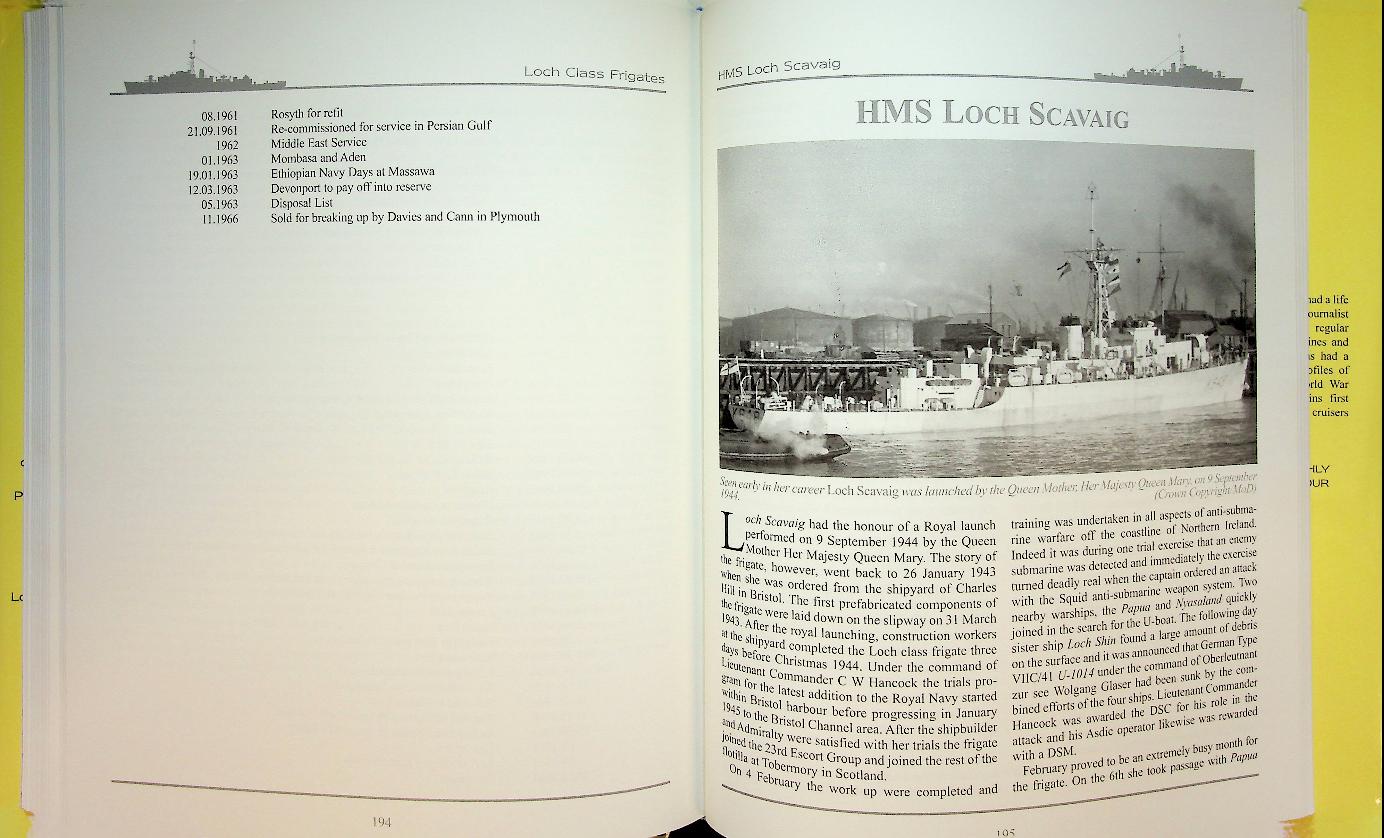 Loch Class Frigates
08.1961 Rosyth for refit
21.09.1961 Re-commissioned for service in Persian Gulf
1962 Middle East Service
01.1963 Mombasa and Aden
19.01.1963 Ethiopian Navy Days at Massawa
12.03.1963 Devonport to pay off into reserve
05.1963 Disposal List
11.1966 Sold for breaking up by Davies and Cann in Plymouth
194
HMS Loch Scavaig
HMS LOCH SCAVAIG
Seen early in her career Loch Scavaig was launched by the Queen Mother, Her Majesty Queen Mary, on 9 September
1944. (Crown Copyright MoD)
Loch Scavaig had the honour of a Royal launch
performed on 9 September 1944 by the Queen
Mother Her Majesty Queen Mary. The story of
the frigate, however, went back to 26 January 1943
when she was ordered from the shipyard of Charles
Hill in Bristol. The first prefabricated components of
the frigate were laid down on the slipway on 31 March
1943. After the royal launching, construction workers
at the shipyard completed the Loch class frigate three
days before Christmas 1944. Under the command of
Lieutenant Commander C W Hancock the trials pro-
gram for the latest addition to the Royal Navy started
within Bristol harbour before progressing in January
1945 to the Bristol Channel area. After the shipbuilder
and Admiralty were satisfied with her trials the frigate
joined the 23rd Escort Group and joined the rest of the
flotilla at Tobermory in Scotland.
On 4 February the work up were completed and
training was undertaken in all aspects of anti-subma-
rine warfare off the coastline of Northern Ireland.
Indeed it was during one trial exercise that an enemy
submarine was detected and immediately the exercise
turned deadly real when the captain ordered an attack
with the Squid anti-submarine weapon system. Two
nearby warships, the Papua and Nyasaland quickly
joined in the search for the U-boat. The following day
sister ship Loch Shin found a large amount of debris
on the surface and it was announced that German Type
VIIC/41 U-1014 under the command of Oberleutnant
zur see Wolgang Glaser had been sunk by the com-
bined efforts of the four ships. Lieutenant Commander
Hancock was awarded the DSC for his role in the
attack and his Asdic operator likewise was rewarded
with a DSM.
February proved to be an extremely busy month for
the frigate. On the 6th she took passage with Papua
195
had a life
ournalist
regular
ines and
s had a
ofiles of
rld War
ins first
cruisers
HLY
OUR
P
Lo